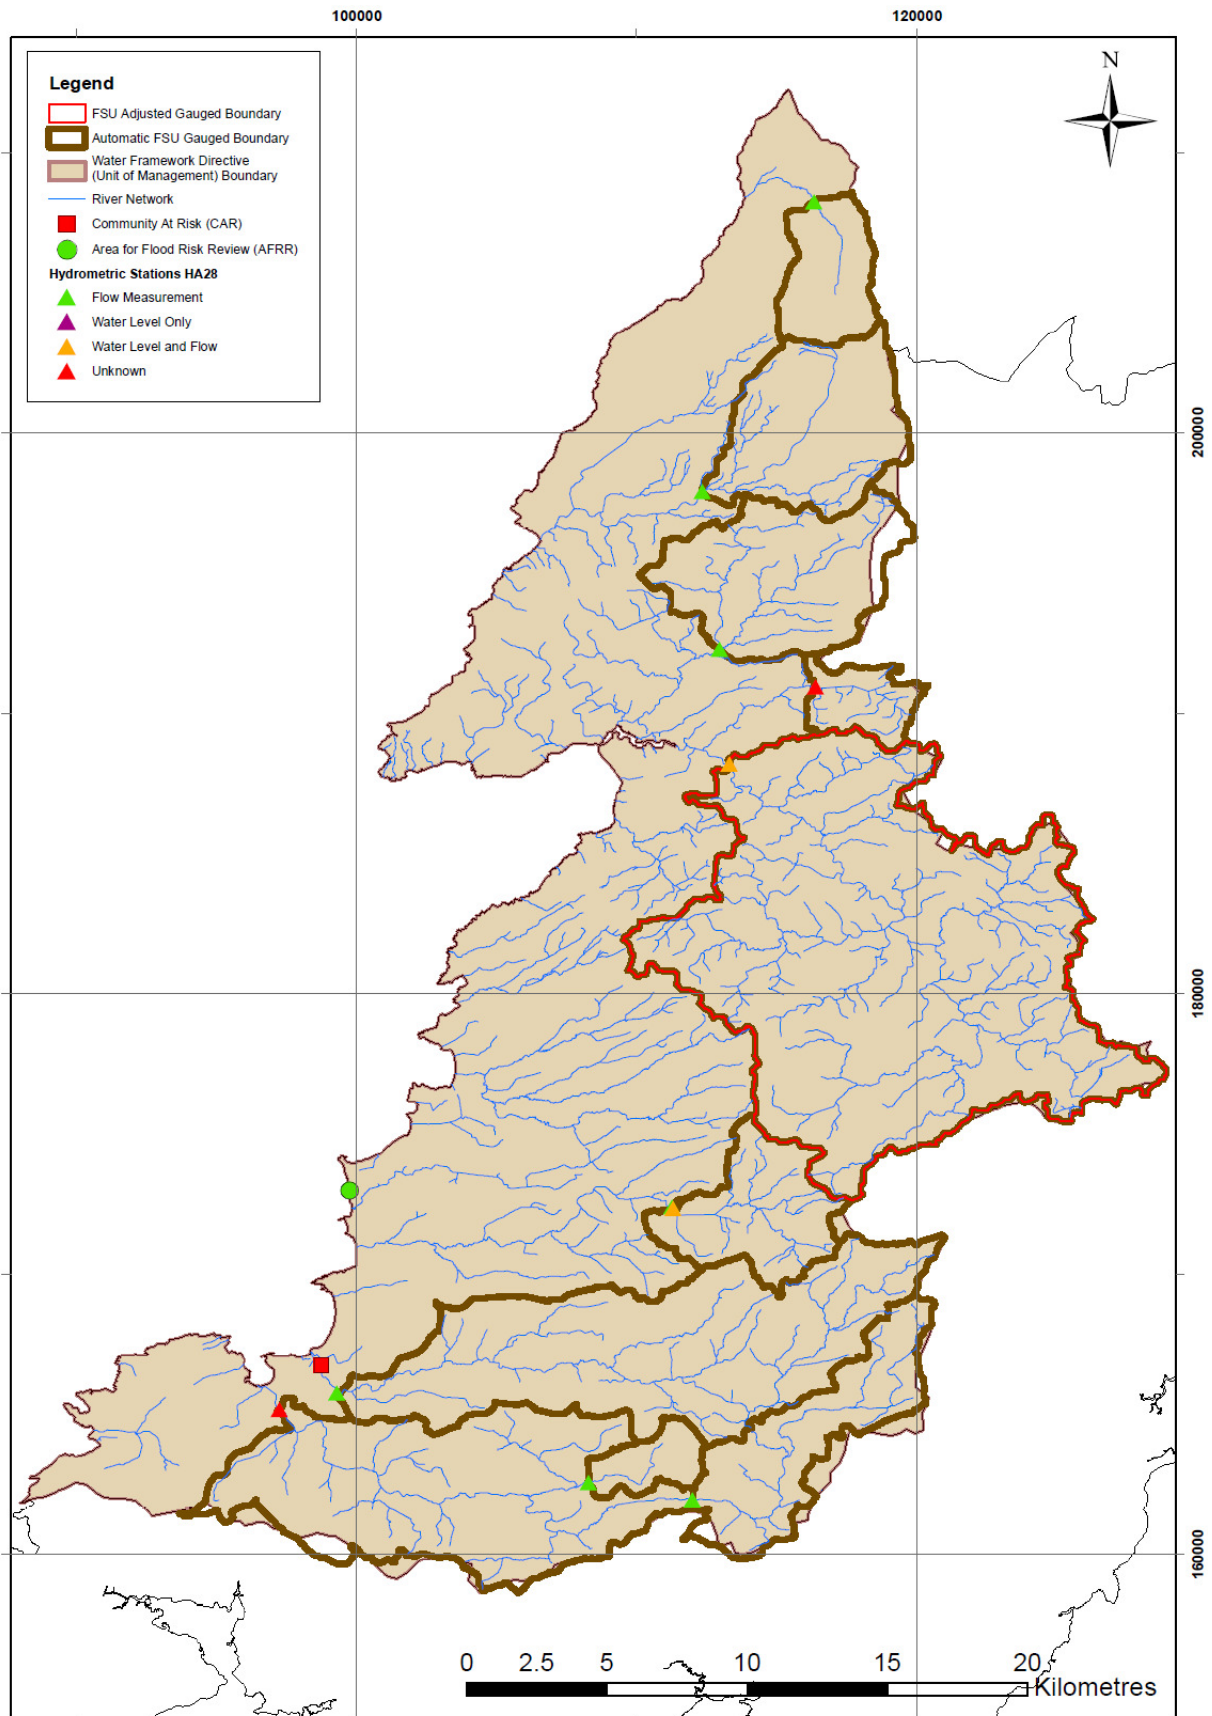 100000
120000
N
Legend
FSU Adjusted Gauged Boundary
Automatic FSU Gauged Boundary
Water Framework Directive
(Unit of Management) Boundary
River Network
Community At Risk (CAR)
Area for Flood Risk Review (AFRR)
Hydrometric Stations HA28
Flow Measurement
Water Level Only
Water Level and Flow
Unknown
200000
180000
160000
0 2.5 5 10 15 20
Kilometres